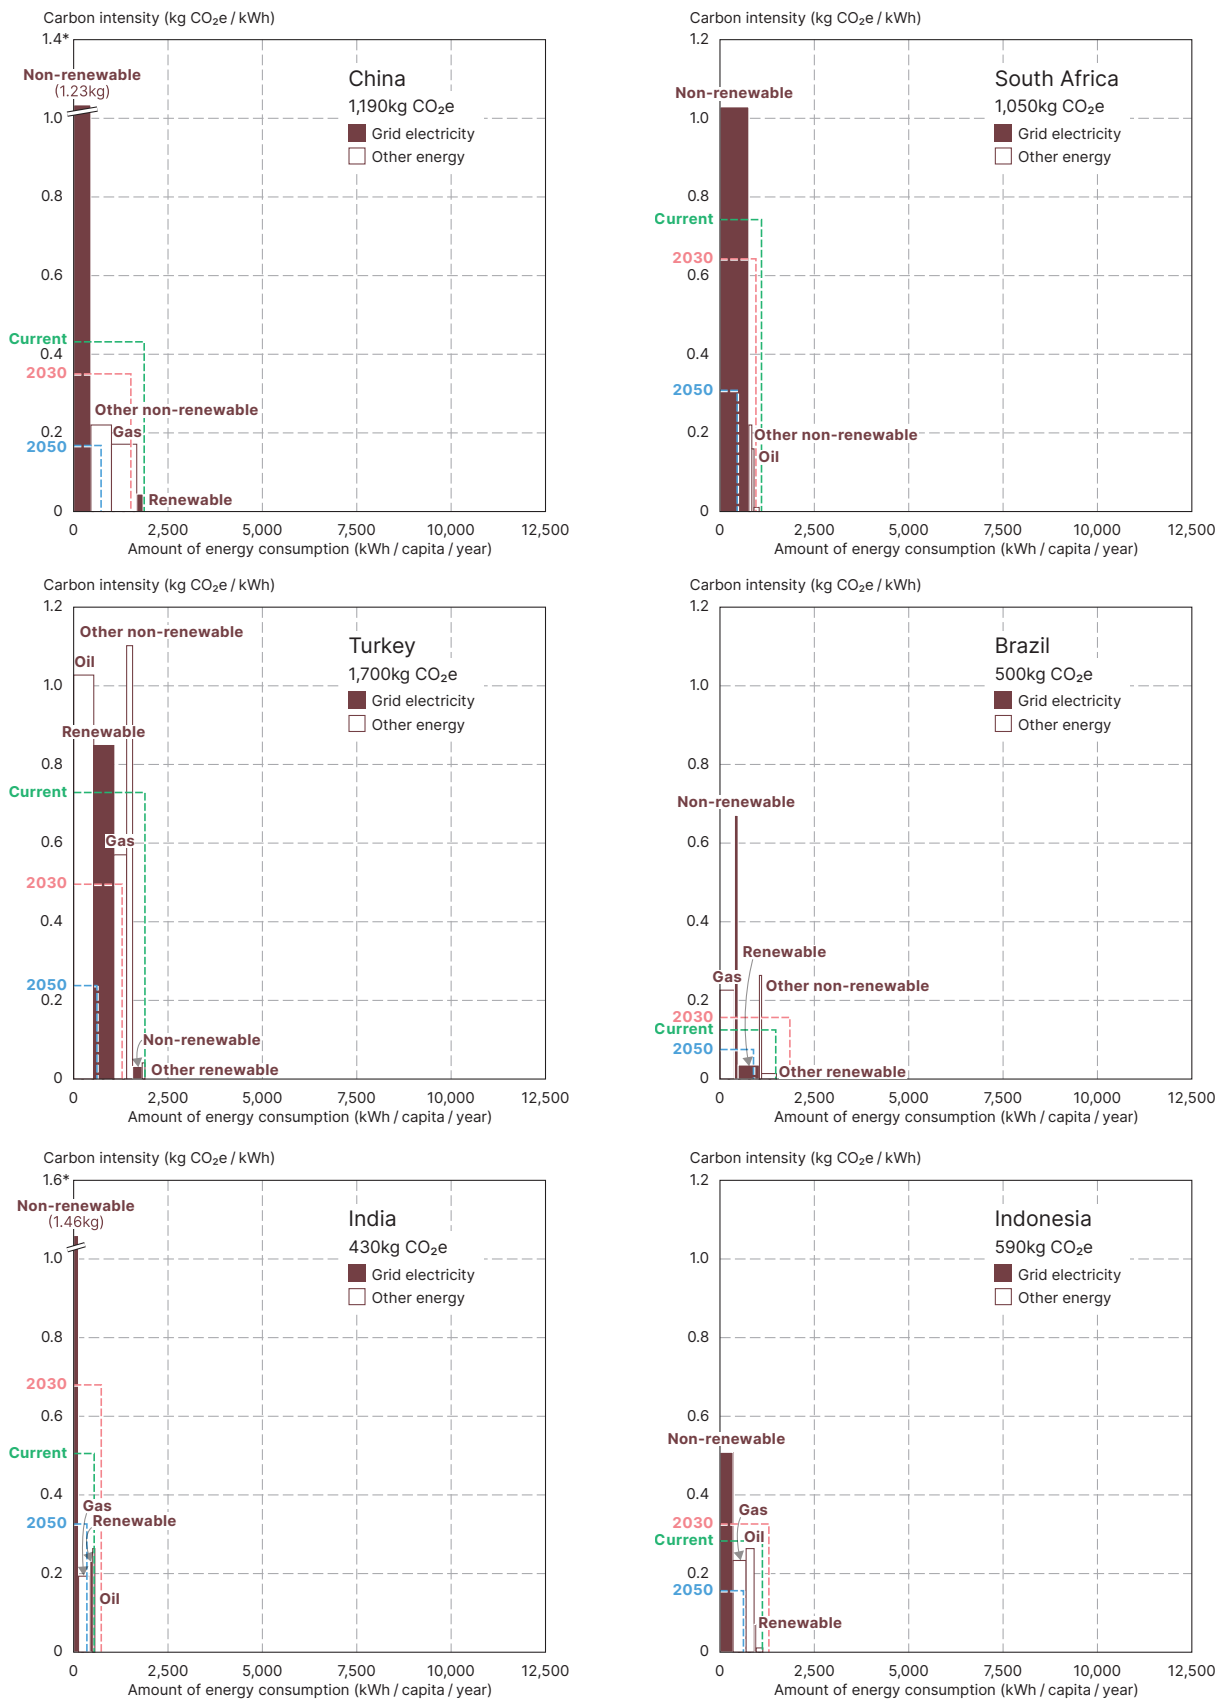 Carbon intensity (kg CO₂e / kWh)
1.4*
Non-renewable
(1.23kg)
1.0
0.8
0.6
Current
0.4
2030
Other non-renewable
0.2
Gas
2050
Renewable
0
0
2,500
5,000
7,500
10,000
12,500
Amount of energy consumption (kWh / capita / year)
China
1,190kg CO₂e
Grid electricity
Other energy
Carbon intensity (kg CO₂e / kWh)
1.2
Non-renewable
1.0
0.8
Current
2030
0.6
0.4
2050
0.2
Other non-renewable
Oil
0
0
2,500
5,000
7,500
10,000
12,500
Amount of energy consumption (kWh / capita / year)
South Africa
1,050kg CO₂e
Grid electricity
Other energy
Carbon intensity (kg CO₂e / kWh)
1.2
Other non-renewable
Oil
1.0
Renewable
0.8
Current
0.6
Gas
2030
0.4
2050
0.2
Non-renewable
Other renewable
0
0
2,500
5,000
7,500
10,000
12,500
Amount of energy consumption (kWh / capita / year)
Turkey
1,700kg CO₂e
Grid electricity
Other energy
Carbon intensity (kg CO₂e / kWh)
1.2
1.0
0.8
Non-renewable
0.6
0.4
Renewable
Gas
Other non-renewable
0.2
2030
Current
2050
Other renewable
0
0
2,500
5,000
7,500
10,000
12,500
Amount of energy consumption (kWh / capita / year)
Brazil
500kg CO₂e
Grid electricity
Other energy
Carbon intensity (kg CO₂e / kWh)
1.6*
Non-renewable
(1.46kg)
1.0
0.8
2030
0.6
Current
0.4
Gas
Renewable
2050
0.2
Oil
0
0
2,500
5,000
7,500
10,000
12,500
Amount of energy consumption (kWh / capita / year)
India
430kg CO₂e
Grid electricity
Other energy
Carbon intensity (kg CO₂e / kWh)
1.2
1.0
0.8
0.6
Non-renewable
0.4
Gas
2030
Oil
Current
0.2
2050
Renewable
0
0
2,500
5,000
7,500
10,000
12,500
Amount of energy consumption (kWh / capita / year)
Indonesia
590kg CO₂e
Grid electricity
Other energy